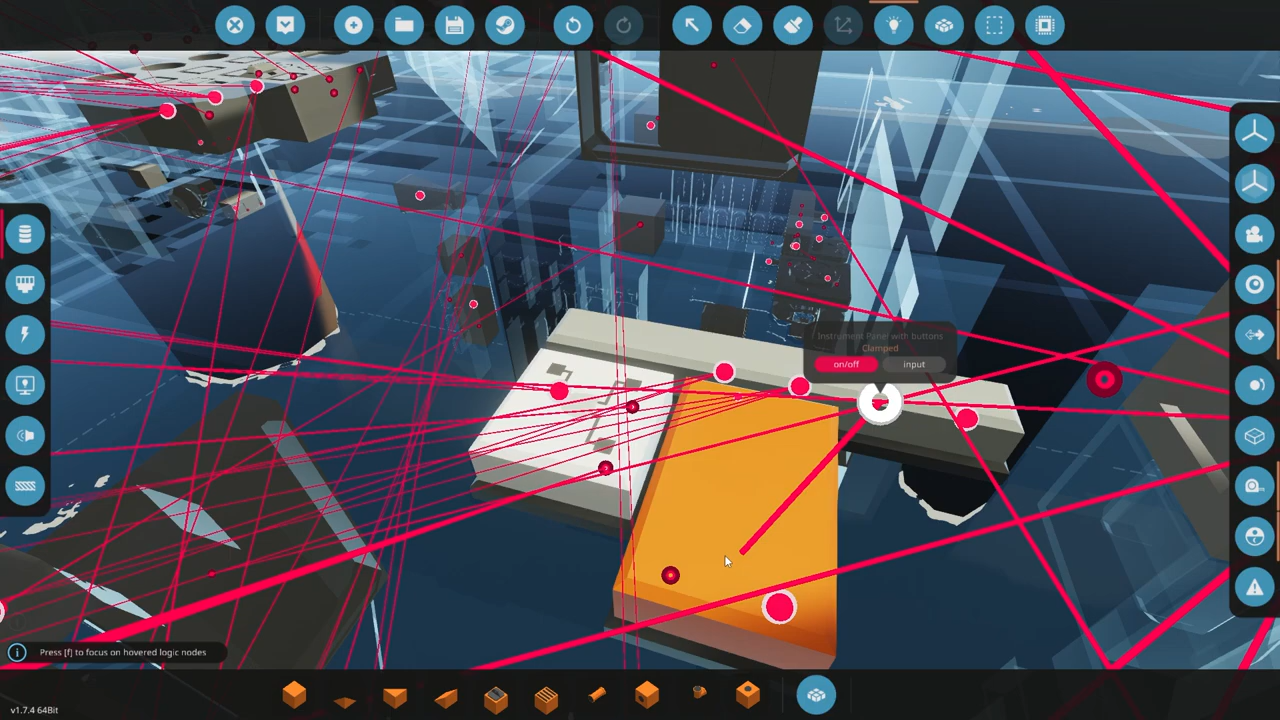 Instrument Panel with buttons
Clamped
on/off input
Press [f] to focus on hovered logic nodes
v1.7.4 64Bit